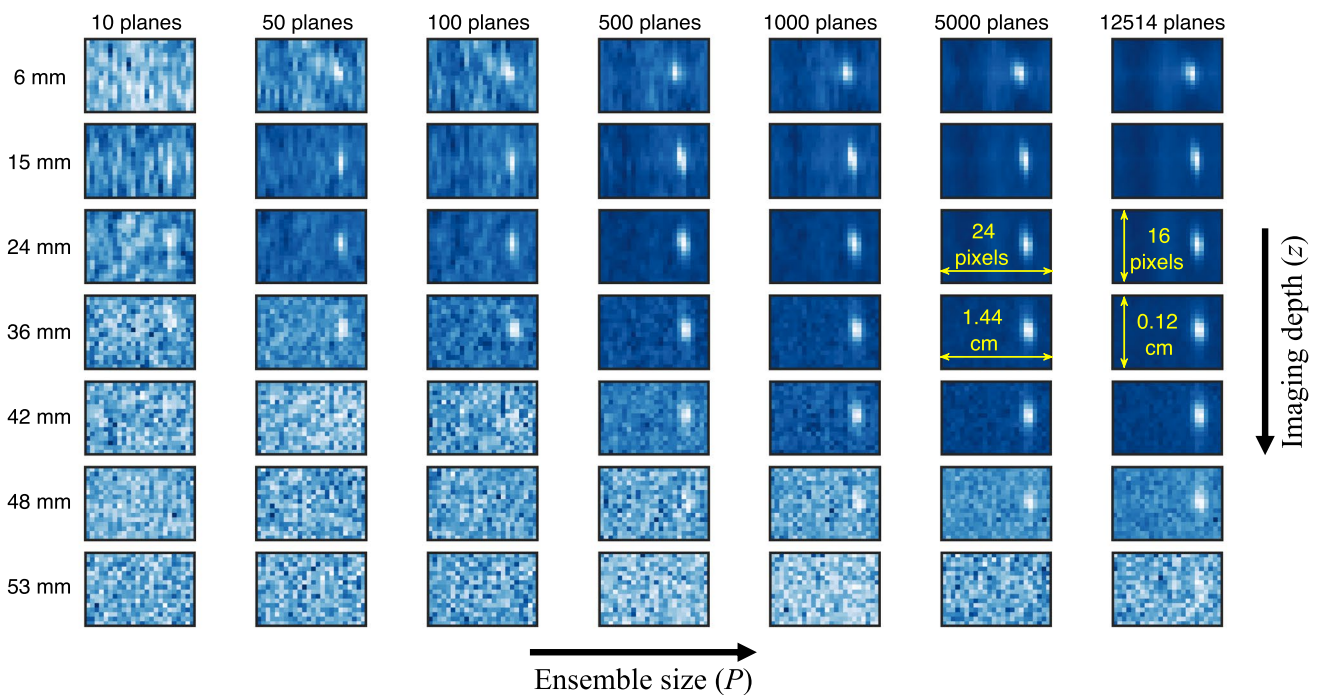 10 planes 50 planes 100 planes 500 planes 1000 planes 5000 planes 12514 planes
6 mm
15 mm
24 mm
24
pixels
16
pixels
36 mm
1.44
cm
0.12
cm
42 mm
48 mm
53 mm
Imaging depth (z)
Ensemble size (P)